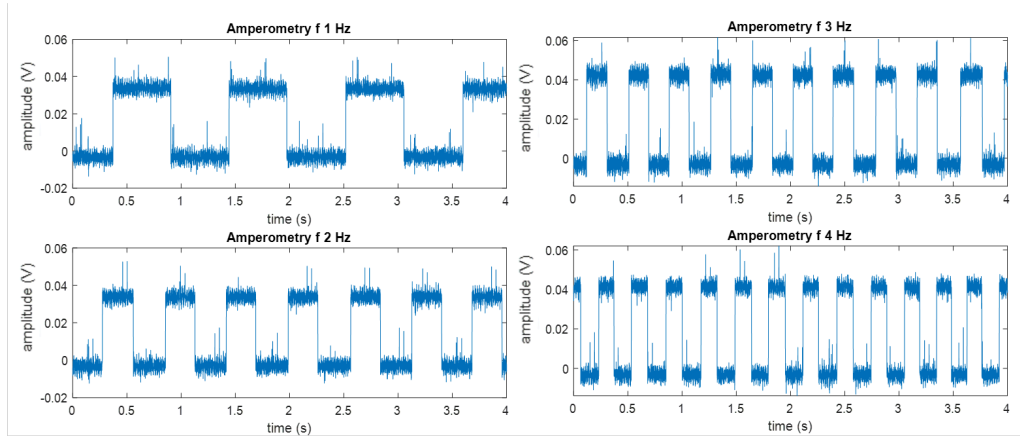 Amperometry f 1 Hz
amplitude (V)
0.06
0.04
0.02
0
-0.02
0 0.5 1 1.5 2 2.5 3 3.5 4
time (s)
Amperometry f 3 Hz
amplitude (V)
0.04
0.02
0
0 0.5 1 1.5 2 2.5 3 3.5 4
time (s)
Amperometry f 2 Hz
amplitude (V)
0.06
0.04
0.02
0
-0.02
0 0.5 1 1.5 2 2.5 3 3.5 4
time (s)
Amperometry f 4 Hz
amplitude (V)
0.06
0.04
0.02
0
0 0.5 1 1.5 2 2.5 3 3.5 4
time (s)